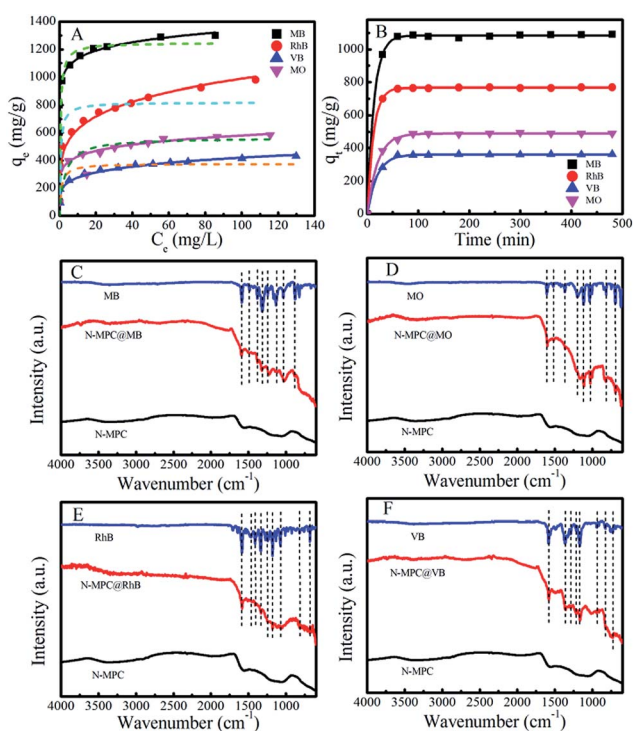 A
MB
RhB
VB
MO
qe (mg/g)
1400
1200
1000
800
600
400
200
0
0 20 40 60 80 100 120 140
Ce (mg/L)
B
MB
RhB
VB
MO
qt (mg/g)
1000
800
600
400
200
0
0 100 200 300 400 500
Time (min)
C
MB
N-MPC@MB
N-MPC
Intensity (a.u.)
4000 3500 3000 2500 2000 1500 1000
Wavenumber (cm-1)
D
MO
N-MPC@MO
N-MPC
Intensity (a.u.)
4000 3500 3000 2500 2000 1500 1000
Wavenumber (cm-1)
E
RhB
N-MPC@RhB
N-MPC
Intensity (a.u.)
4000 3500 3000 2500 2000 1500 1000
Wavenumber (cm-1)
F
VB
N-MPC@VB
N-MPC
Intensity (a.u.)
4000 3500 3000 2500 2000 1500 1000
Wavenumber (cm-1)